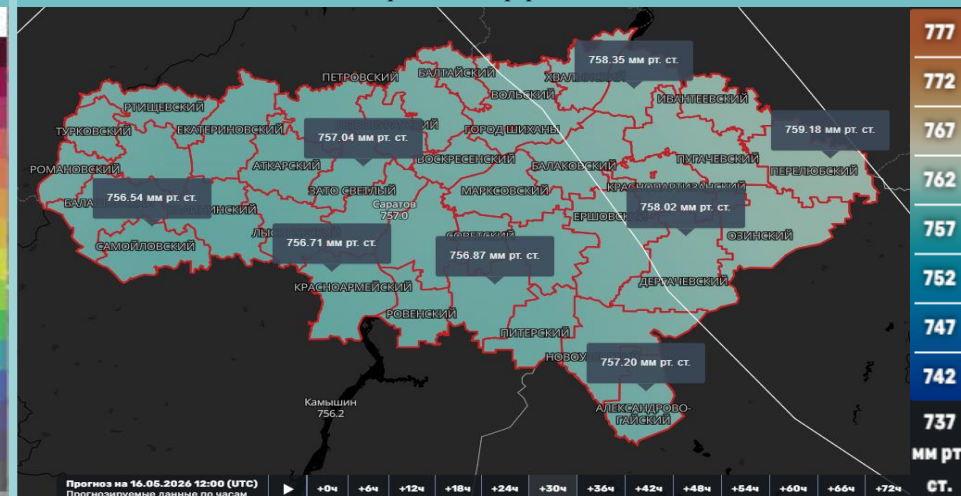 777
772
767
762
757
752
747
742
737
мм рт
ст.
758.35 мм рт. ст.
ПЕТРОВСКИЙ
БАЛТАЙСКИЙ
ВОЛЬСКИЙ
ИВАНТЕЕВСКИЙ
РТИЩЕВСКИЙ
ТУРКОВСКИЙ
ЕКАТЕРИНОВСКИЙ
757.04 мм рт. ст.
ГОРОД ШИХАНЫ
759.18 мм рт. ст.
РОМАНОВСКИЙ
АТКАРСКИЙ
ВОСКРЕСЕНСКИЙ
БАЛАКОВСКИЙ
ПУГАЧЕВСКИЙ
ПЕРЕЛЮБСКИЙ
ЗАТО СВЕТЛЫЙ
МАРКСОВСКИЙ
КРАСНОПАРТИЗАНСКИЙ
756.54 мм рт. ст.
Саратов
757.0
758.02 мм рт. ст.
САМОЙЛОВСКИЙ
756.71 мм рт. ст.
СОВЕТСКИЙ
756.87 мм рт. ст.
ОЗИНСКИЙ
КРАСНОАРМЕЙСКИЙ
ДЕРГАЧЕВСКИЙ
РОВЕНСКИЙ
ПИТЕРСКИЙ
757.20 мм рт. ст.
Камышин
756.2
АЛЕКСАНДРОВО-
ГАЙСКИЙ
Прогноз на 16.05.2026 12:00 (UTC)
Прогнозируемые данные по часам
+0ч +6ч +12ч +18ч +24ч +30ч +36ч +42ч +48ч +54ч +60ч +66ч +72ч